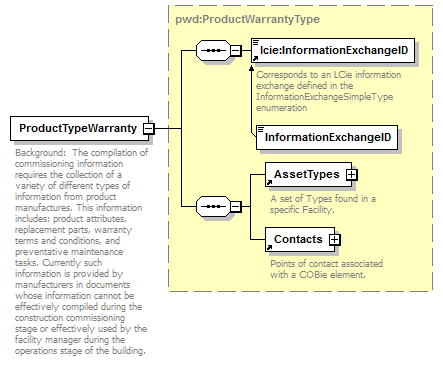 pwd:ProductWarrantyType
lcie:InformationExchangeID
Corresponds to an LCie information
exchange defined in the
InformationExchangeSimpleType
enumeration
InformationExchangeID
ProductTypeWarranty
Background:  The compilation of
commissioning information
requires the collection of a
variety of different types of
information from product
manufactures. This information
includes: product attributes,
replacement parts, warranty
terms and conditions, and
preventative maintenance
tasks. Currently such
information is provided by
manufacturers in documents
whose information cannot be
effectively compiled during the
construction commissioning
stage or effectively used by the
facility manager during the
operations stage of the building.
AssetTypes
A set of Types found in a
specific Facility.
Contacts
Points of contact associated
with a COBie element.